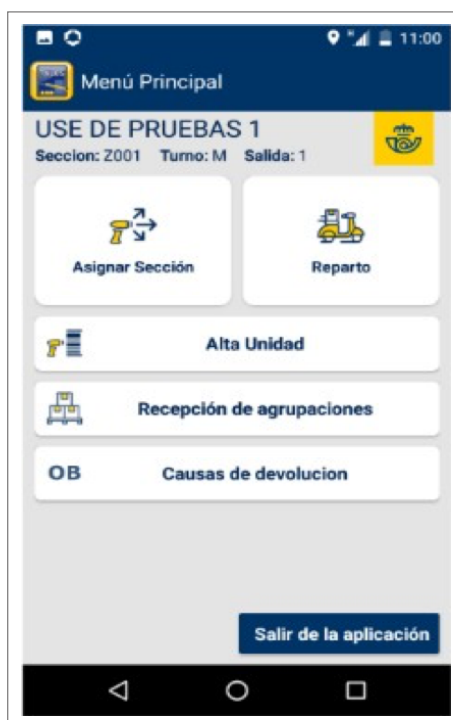 11:00
Menú Principal
USE DE PRUEBAS 1
Seccion: Z001 Turno: M Salida: 1
Asignar Sección
Reparto
Alta Unidad
Recepción de agrupaciones
OB Causas de devolucion
Salir de la aplicación